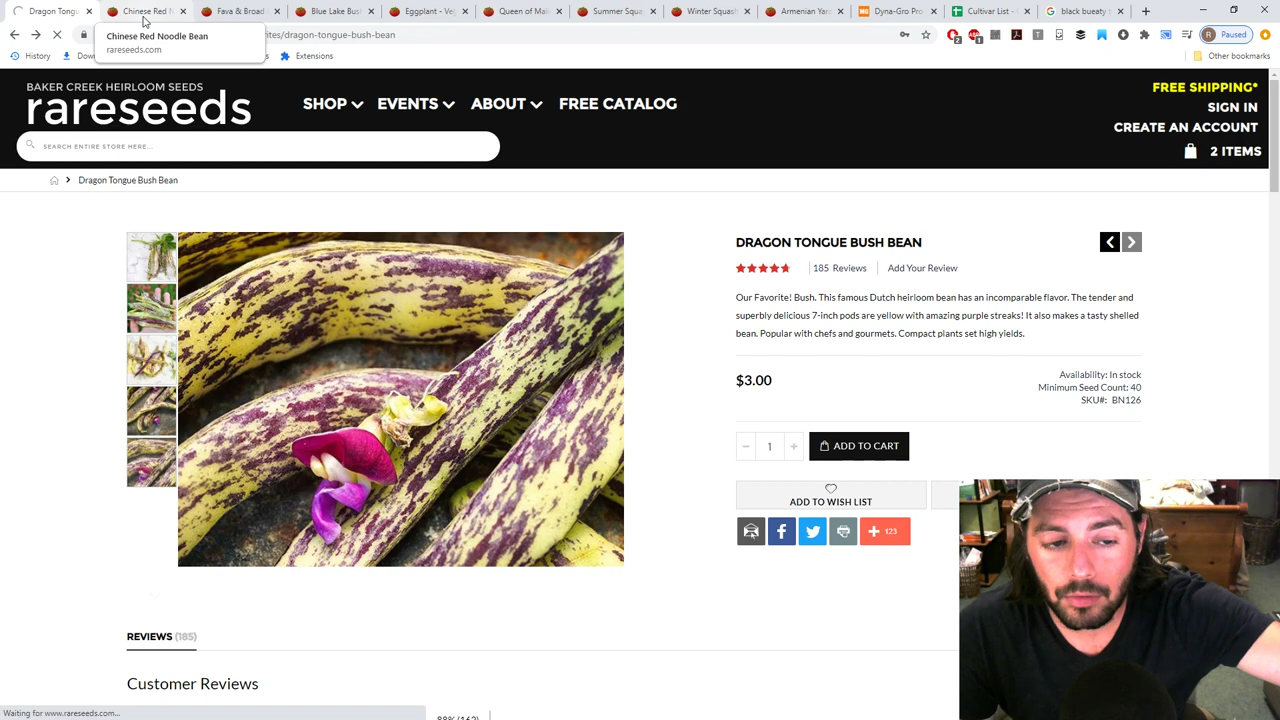 Dragon Tongu
Chinese Red N
Fava & Broad
Blue Lake Bus
Eggplant - Ve
Queen of Mal
Summer Squa
Winter Squas
Armenian Yar
Dyna-Gro Pro
Cultivar List -
black bueaty
Chinese Red Noodle Bean
rareseeds.com
rites/dragon-tongue-bush-bean
Paused
History
Extensions
Other bookmarks
BAKER CREEK HEIRLOOM SEEDS
rareseeds
SHOP
EVENTS
ABOUT
FREE CATALOG
FREE SHIPPING*
SIGN IN
CREATE AN ACCOUNT
2 ITEMS
SEARCH ENTIRE STORE HERE...
Dragon Tongue Bush Bean
DRAGON TONGUE BUSH BEAN
185 Reviews
Add Your Review
Our Favorite! Bush. This famous Dutch heirloom bean has an incomparable flavor. The tender and
superbly delicious 7-inch pods are yellow with amazing purple streaks! It also makes a tasty shelled
bean. Popular with chefs and gourmets. Compact plants set high yields.
$3.00
Availability: In stock
Minimum Seed Count: 40
SKU#: BN126
1
ADD TO CART
ADD TO WISH LIST
123
REVIEWS (185)
Customer Reviews
88% (162)
Waiting for www.rareseeds.com...